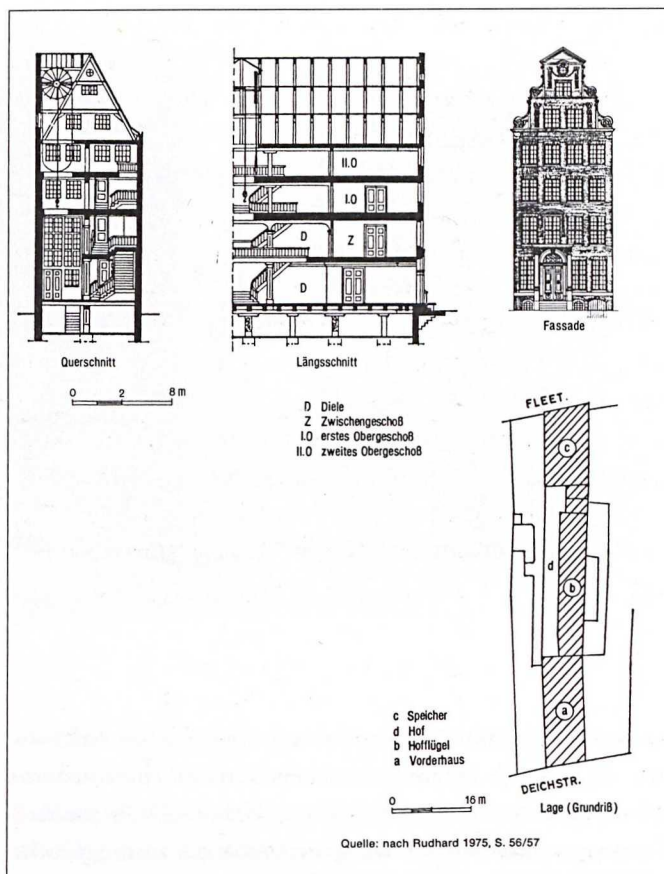 Querschnitt
Längsschnitt
Fassade
0 2 8 m
D Diele
Z Zwischengeschoß
I.O erstes Obergeschoß
II.O zweites Obergeschoß
II.O
I.O
D
Z
D
FLEET.
c
d
b
a
DEICHSTR.
Lage (Grundriß)
c Speicher
d Hof
b Hofflügel
a Vorderhaus
0 16 m
Quelle: nach Rudhard 1975, S. 56/57